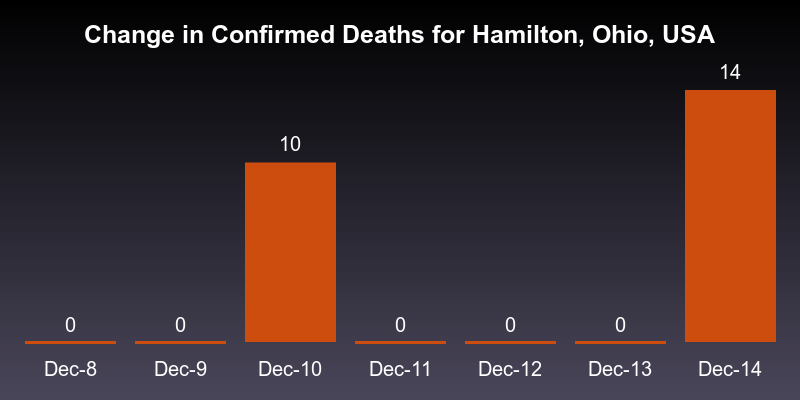 Change in Confirmed Deaths for Hamilton, Ohio, USA
14
10
0 0 0 0 0
Dec-8 Dec-9 Dec-10 Dec-11 Dec-12 Dec-13 Dec-14